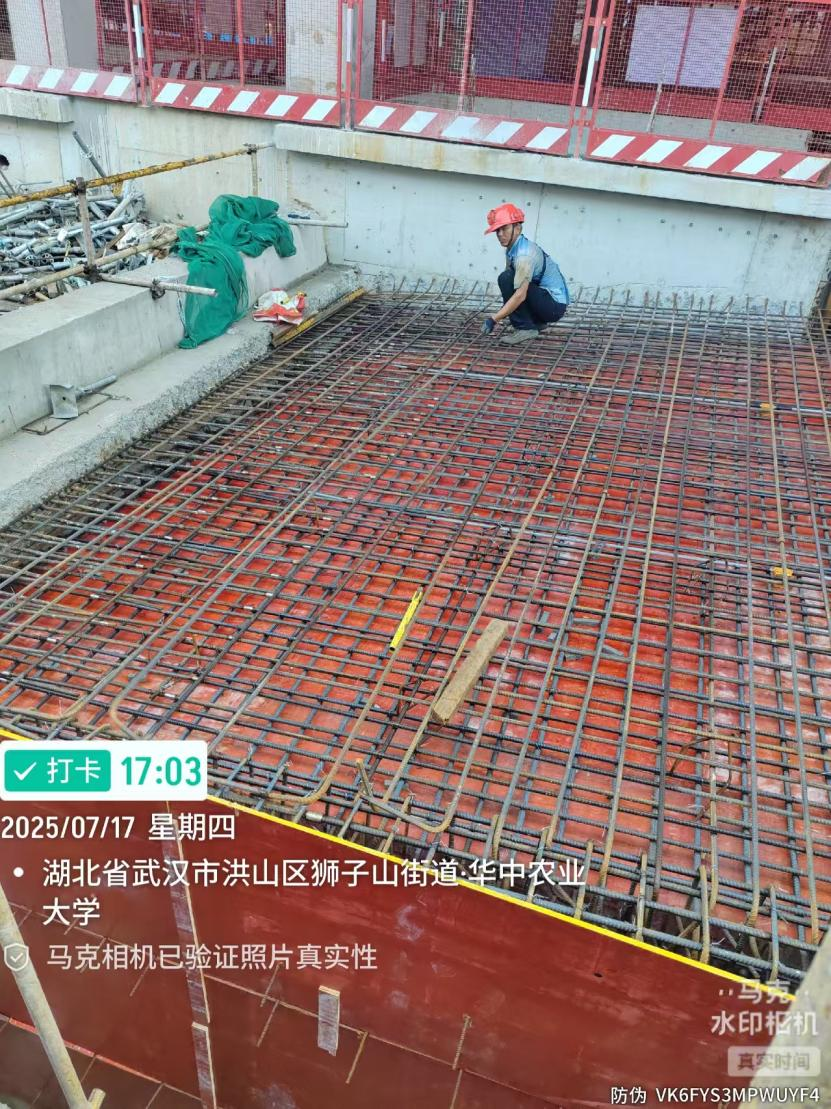 打卡 17:03
2025/07/17 星期四
• 湖北省武汉市洪山区狮子山街道·华中农业
大学
马克相机已验证照片真实性
马克
水印相机
真实时间
防伪 VK6FYS3MPWUYF4